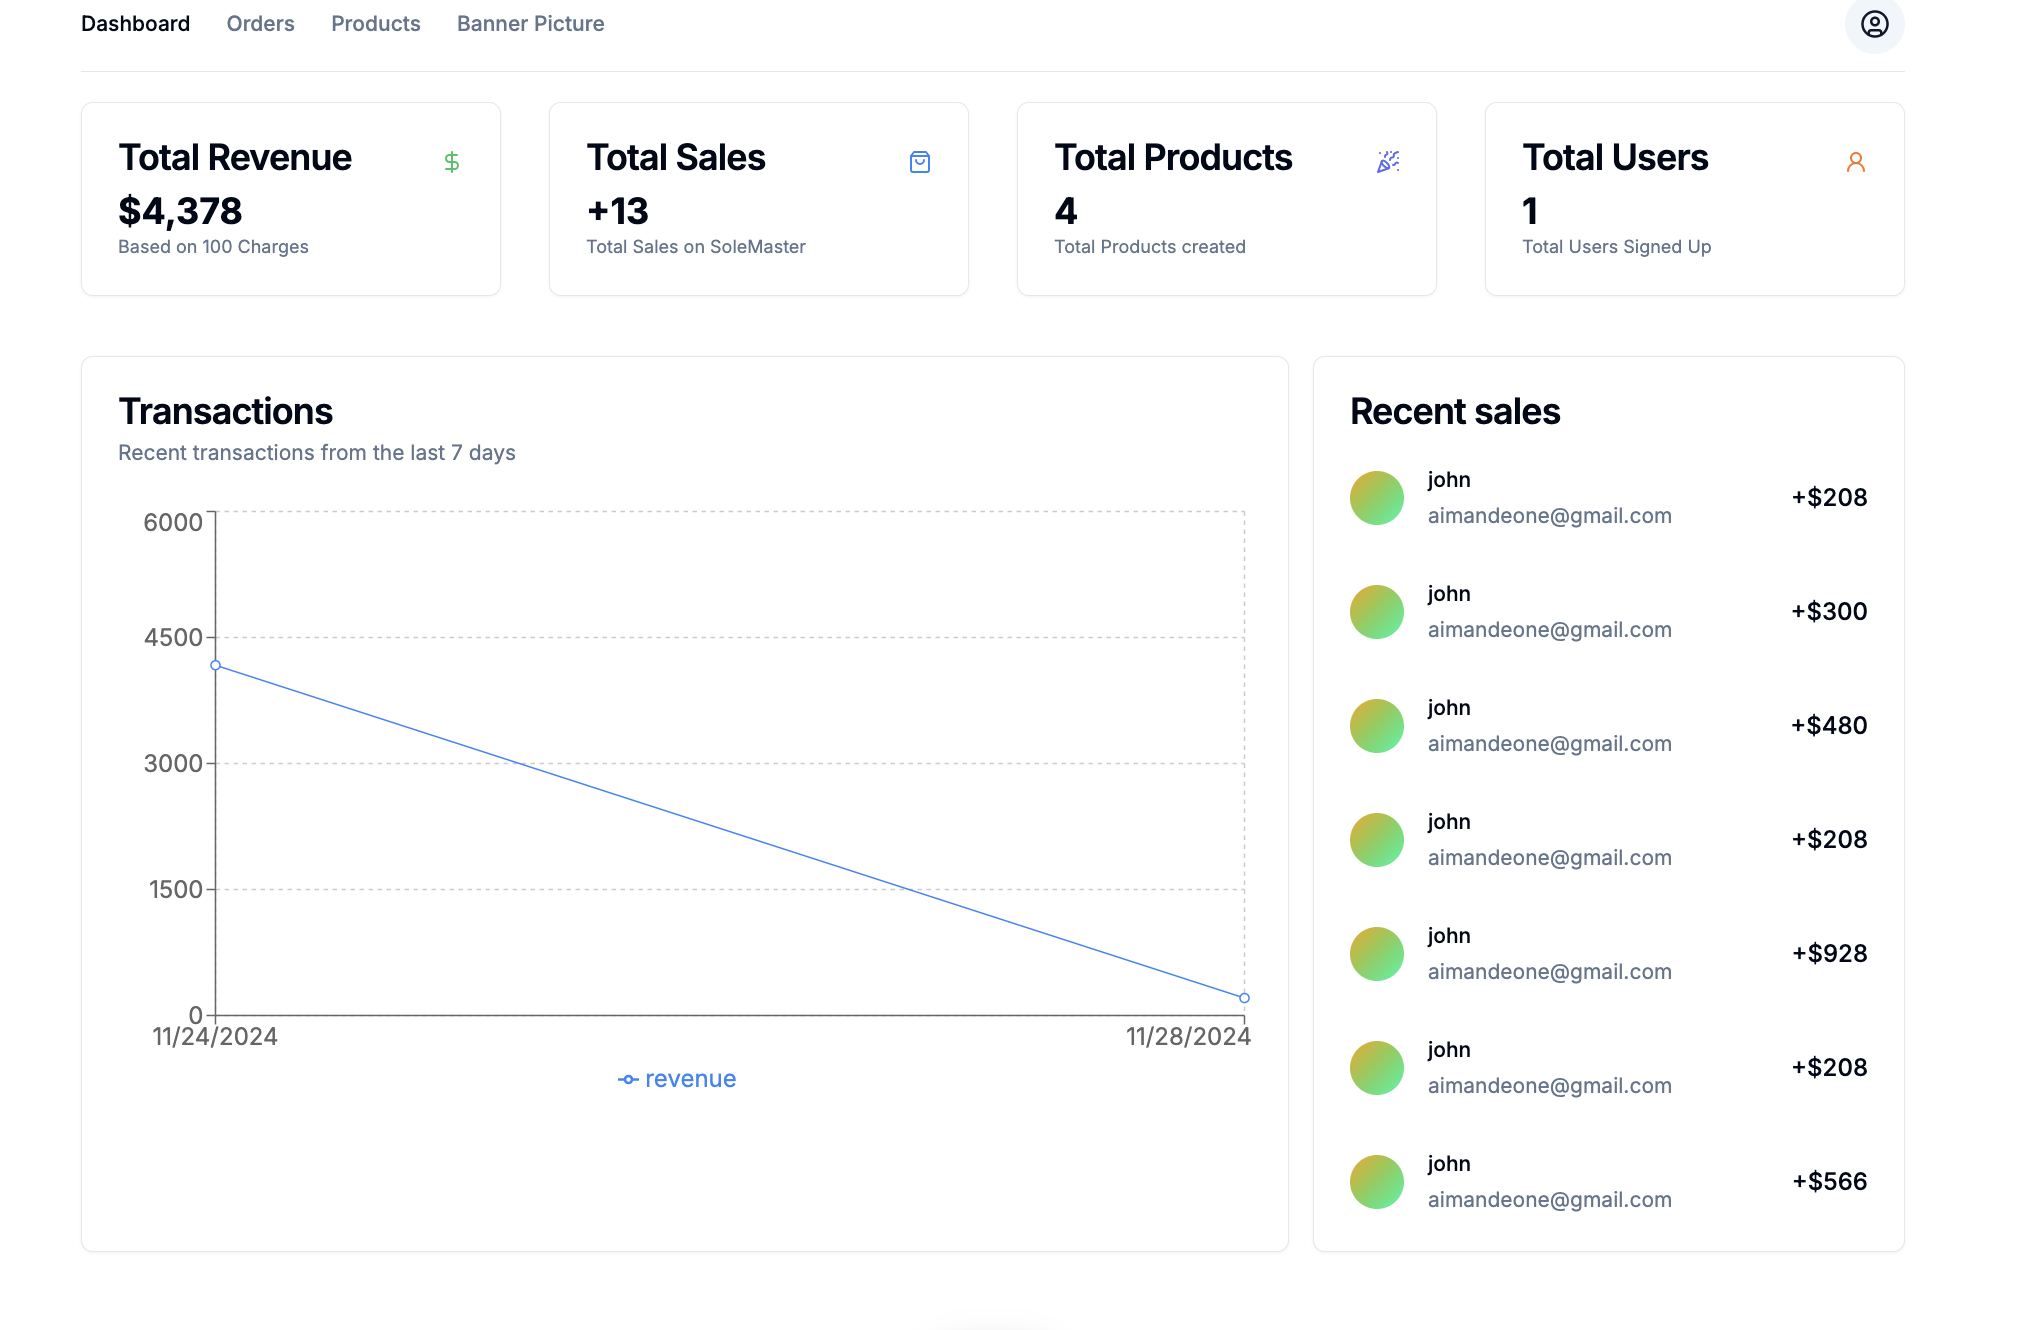 Dashboard Orders Products Banner Picture
Total Revenue
$4,378
Based on 100 Charges
Total Sales
+13
Total Sales on SoleMaster
Total Products
4
Total Products created
Total Users
1
Total Users Signed Up
Transactions
Recent transactions from the last 7 days
6000
4500
3000
1500
0
11/24/2024 11/28/2024
revenue
Recent sales
john
aimandeone@gmail.com
+$208
john
aimandeone@gmail.com
+$300
john
aimandeone@gmail.com
+$480
john
aimandeone@gmail.com
+$208
john
aimandeone@gmail.com
+$928
john
aimandeone@gmail.com
+$208
john
aimandeone@gmail.com
+$566